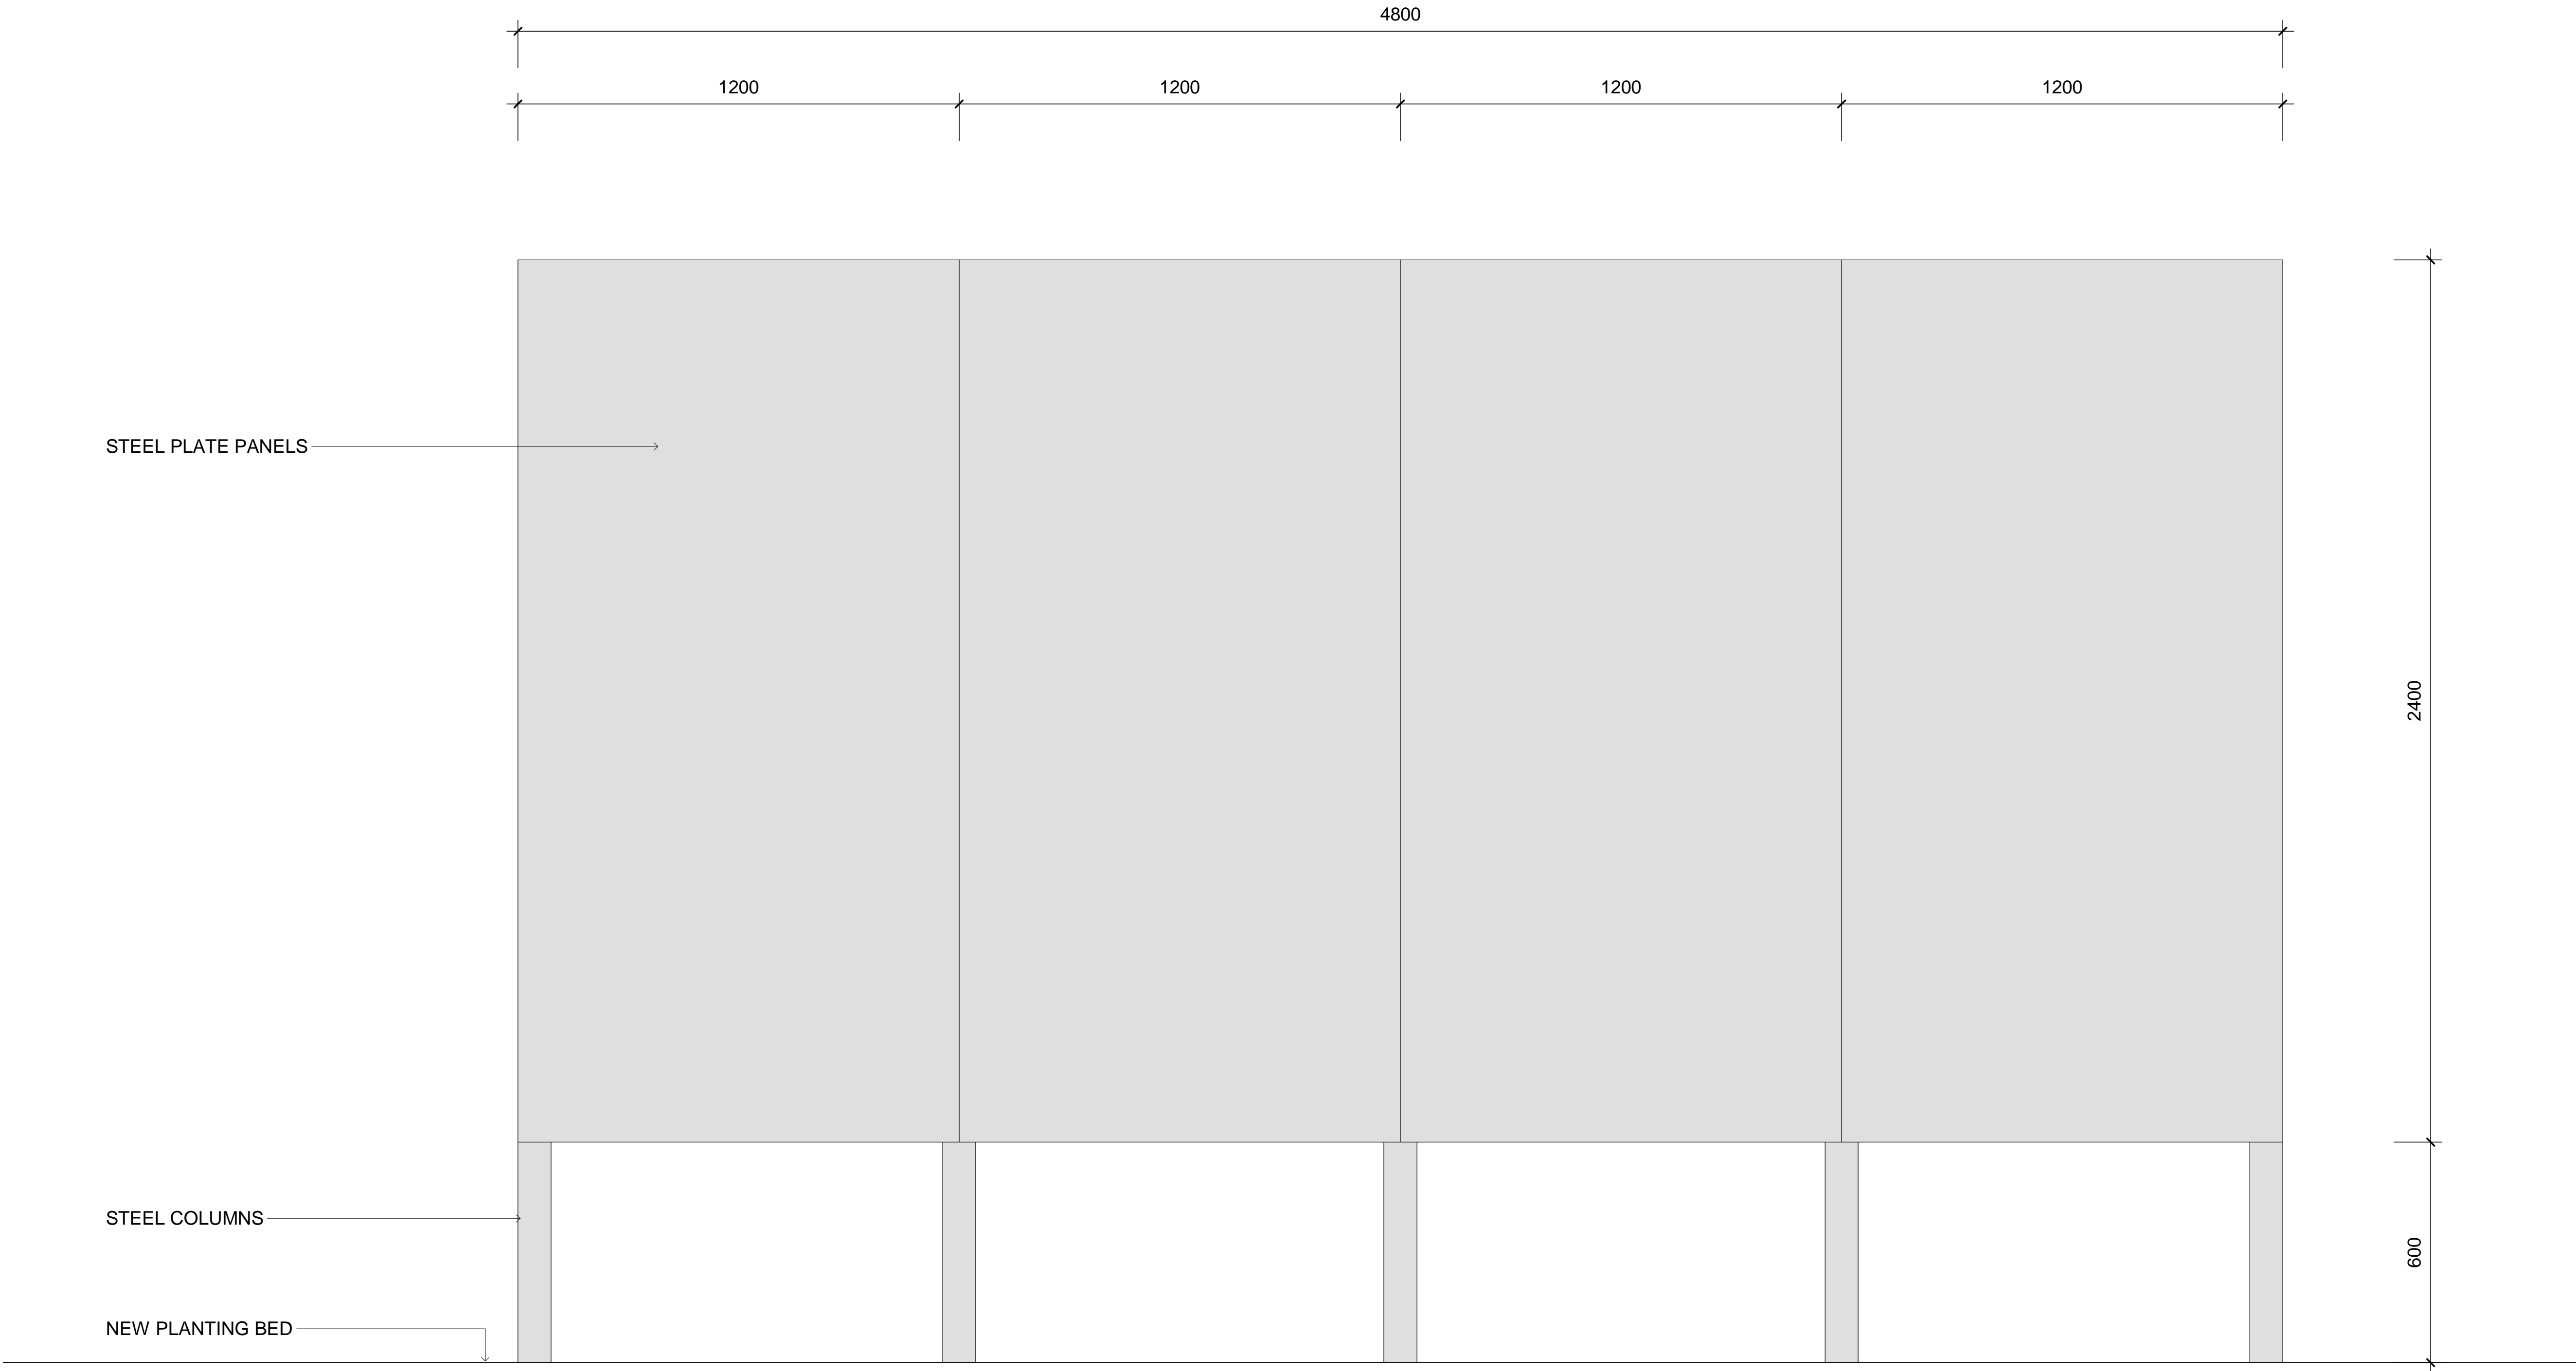 4800
1200
1200
1200
1200
STEEL PLATE PANELS
2400
STEEL COLUMNS
600
NEW PLANTING BED